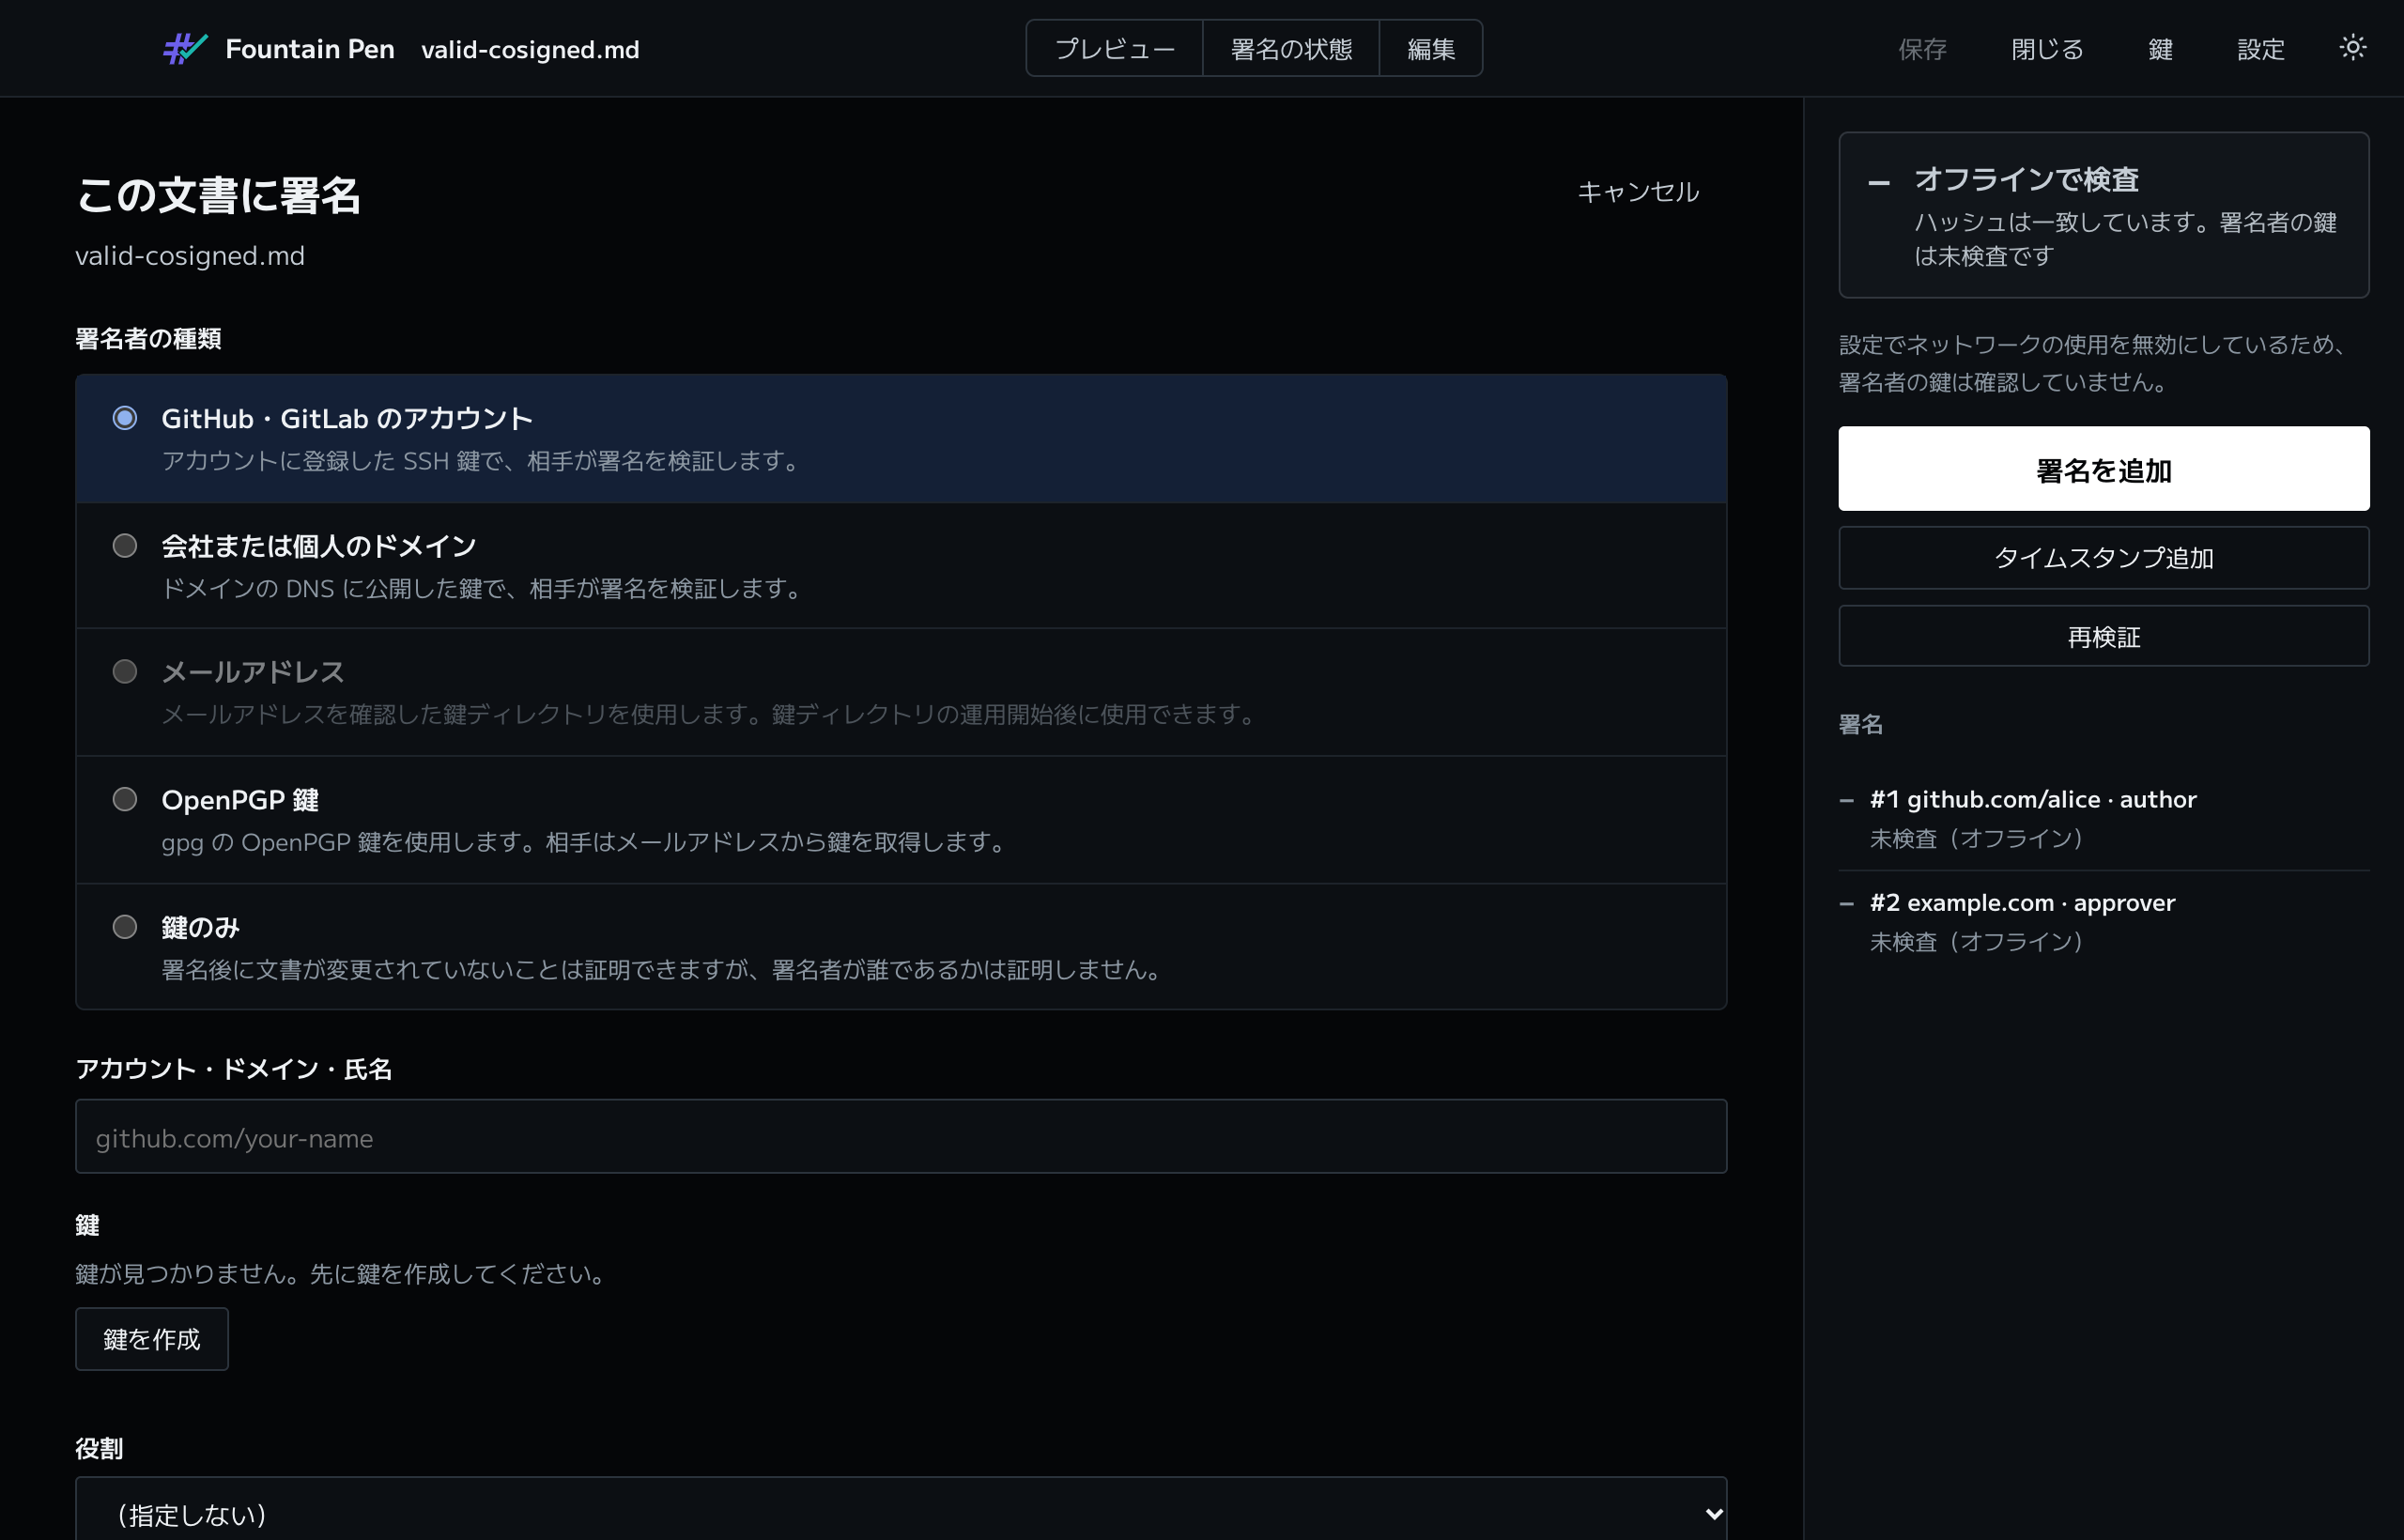 Fountain Pen valid-cosigned.md
プレビュー 署名の状態 編集
保存 閉じる 鍵 設定
この文書に署名
キャンセル
valid-cosigned.md
署名者の種類
GitHub・GitLab のアカウント
アカウントに登録した SSH 鍵で、相手が署名を検証します。
会社または個人のドメイン
ドメインの DNS に公開した鍵で、相手が署名を検証します。
メールアドレス
メールアドレスを確認した鍵ディレクトリを使用します。鍵ディレクトリの運用開始後に使用できます。
OpenPGP 鍵
gpg の OpenPGP 鍵を使用します。相手はメールアドレスから鍵を取得します。
鍵のみ
署名後に文書が変更されていないことは証明できますが、署名者が誰であるかは証明しません。
アカウント・ドメイン・氏名
github.com/your-name
鍵
鍵が見つかりません。先に鍵を作成してください。
鍵を作成
役割
（指定しない）
オフラインで検査
ハッシュは一致しています。署名者の鍵
は未検査です
設定でネットワークの使用を無効にしているため、
署名者の鍵は確認していません。
署名を追加
タイムスタンプ追加
再検証
署名
#1 github.com/alice · author
未検査（オフライン）
#2 example.com · approver
未検査（オフライン）